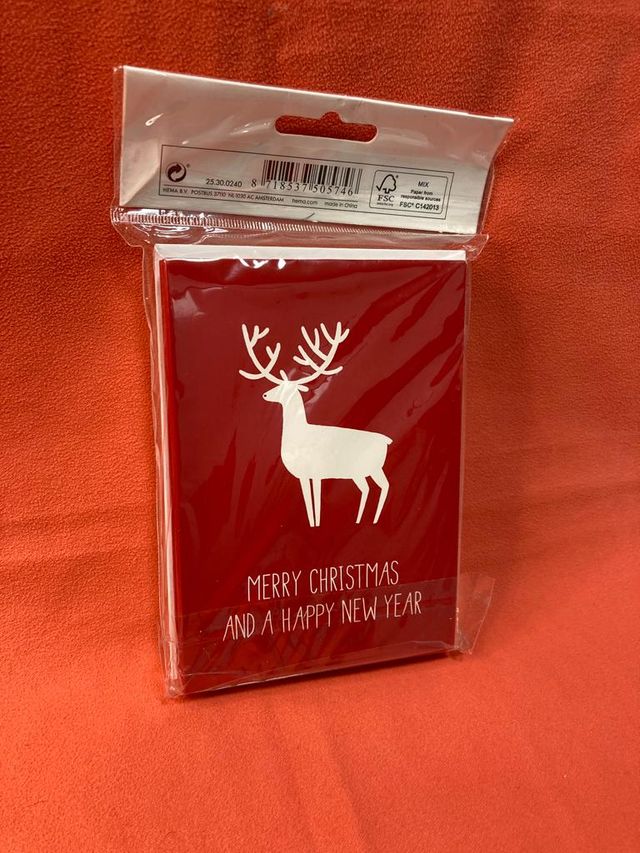 25.30.0240
8 718537 505746
HEMA B.V. POSTBUS 37110 NL 1030 AC AMSTERDAM hema.com made in China
FSC
MIX
Paper from
responsible sources
FSC® C142013
MERRY CHRISTMAS
AND A HAPPY NEW YEAR